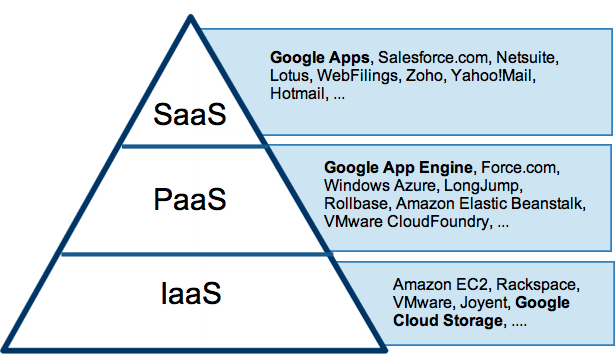 SaaS
Google Apps, Salesforce.com, Netsuite,
Lotus, WebFilings, Zoho, Yahoo!Mail,
Hotmail, ...
PaaS
Google App Engine, Force.com,
Windows Azure, LongJump,
Rollbase, Amazon Elastic Beanstalk,
VMware CloudFoundry, ...
IaaS
Amazon EC2, Rackspace,
VMware, Joyent, Google
Cloud Storage, ....